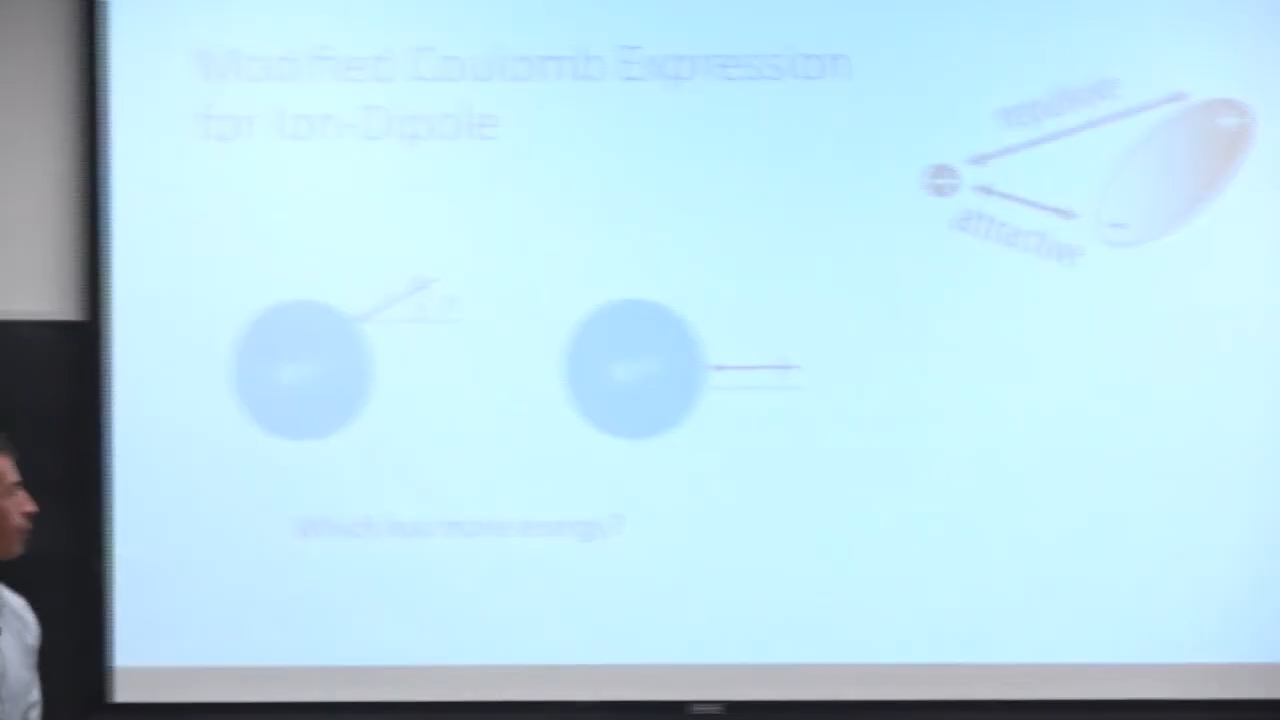 Modified Coulomb Expression
for Ion-Dipole
repulsive
+
attractive
Which has more energy?